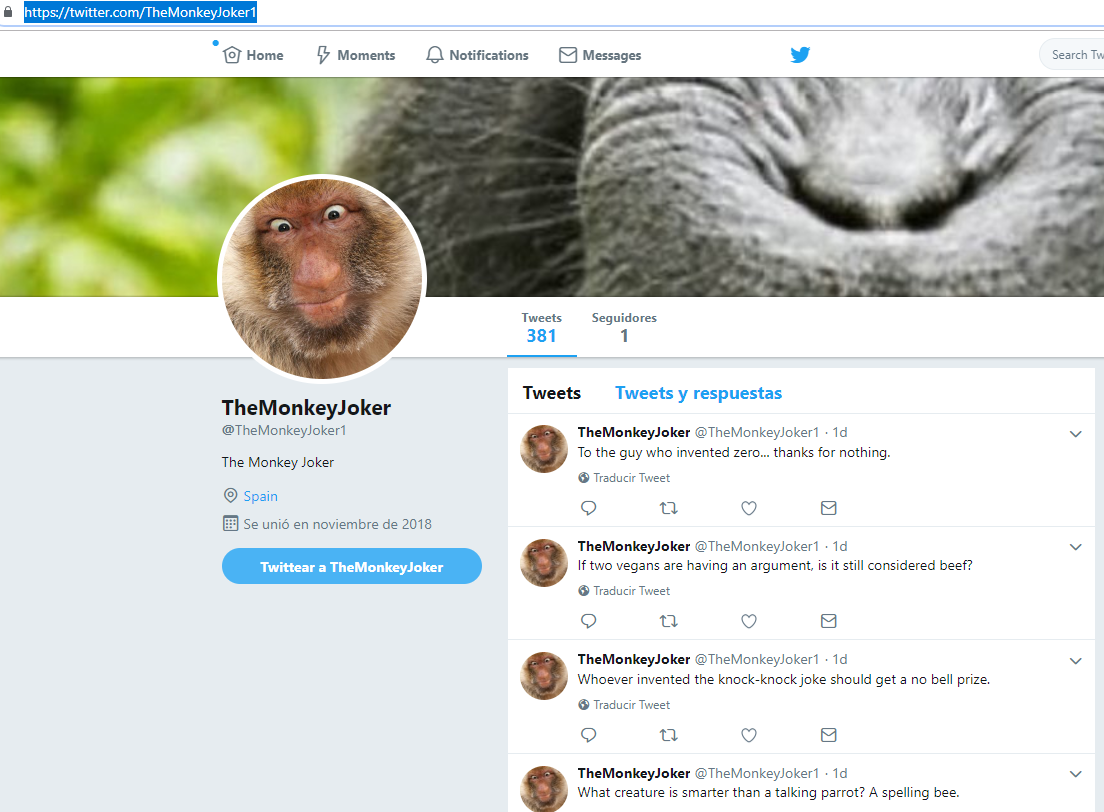 https://twitter.com/TheMonkeyJoker1
Home Moments Notifications Messages Search Tw
Tweets Seguidores
381 1
TheMonkeyJoker
@TheMonkeyJoker1
The Monkey Joker
Spain
Se unió en noviembre de 2018
Twittear a TheMonkeyJoker
Tweets Tweets y respuestas
TheMonkeyJoker @TheMonkeyJoker1 · 1d
To the guy who invented zero... thanks for nothing.
Traducir Tweet
TheMonkeyJoker @TheMonkeyJoker1 · 1d
If two vegans are having an argument, is it still considered beef?
Traducir Tweet
TheMonkeyJoker @TheMonkeyJoker1 · 1d
Whoever invented the knock-knock joke should get a no bell prize.
Traducir Tweet
TheMonkeyJoker @TheMonkeyJoker1 · 1d
What creature is smarter than a talking parrot? A spelling bee.